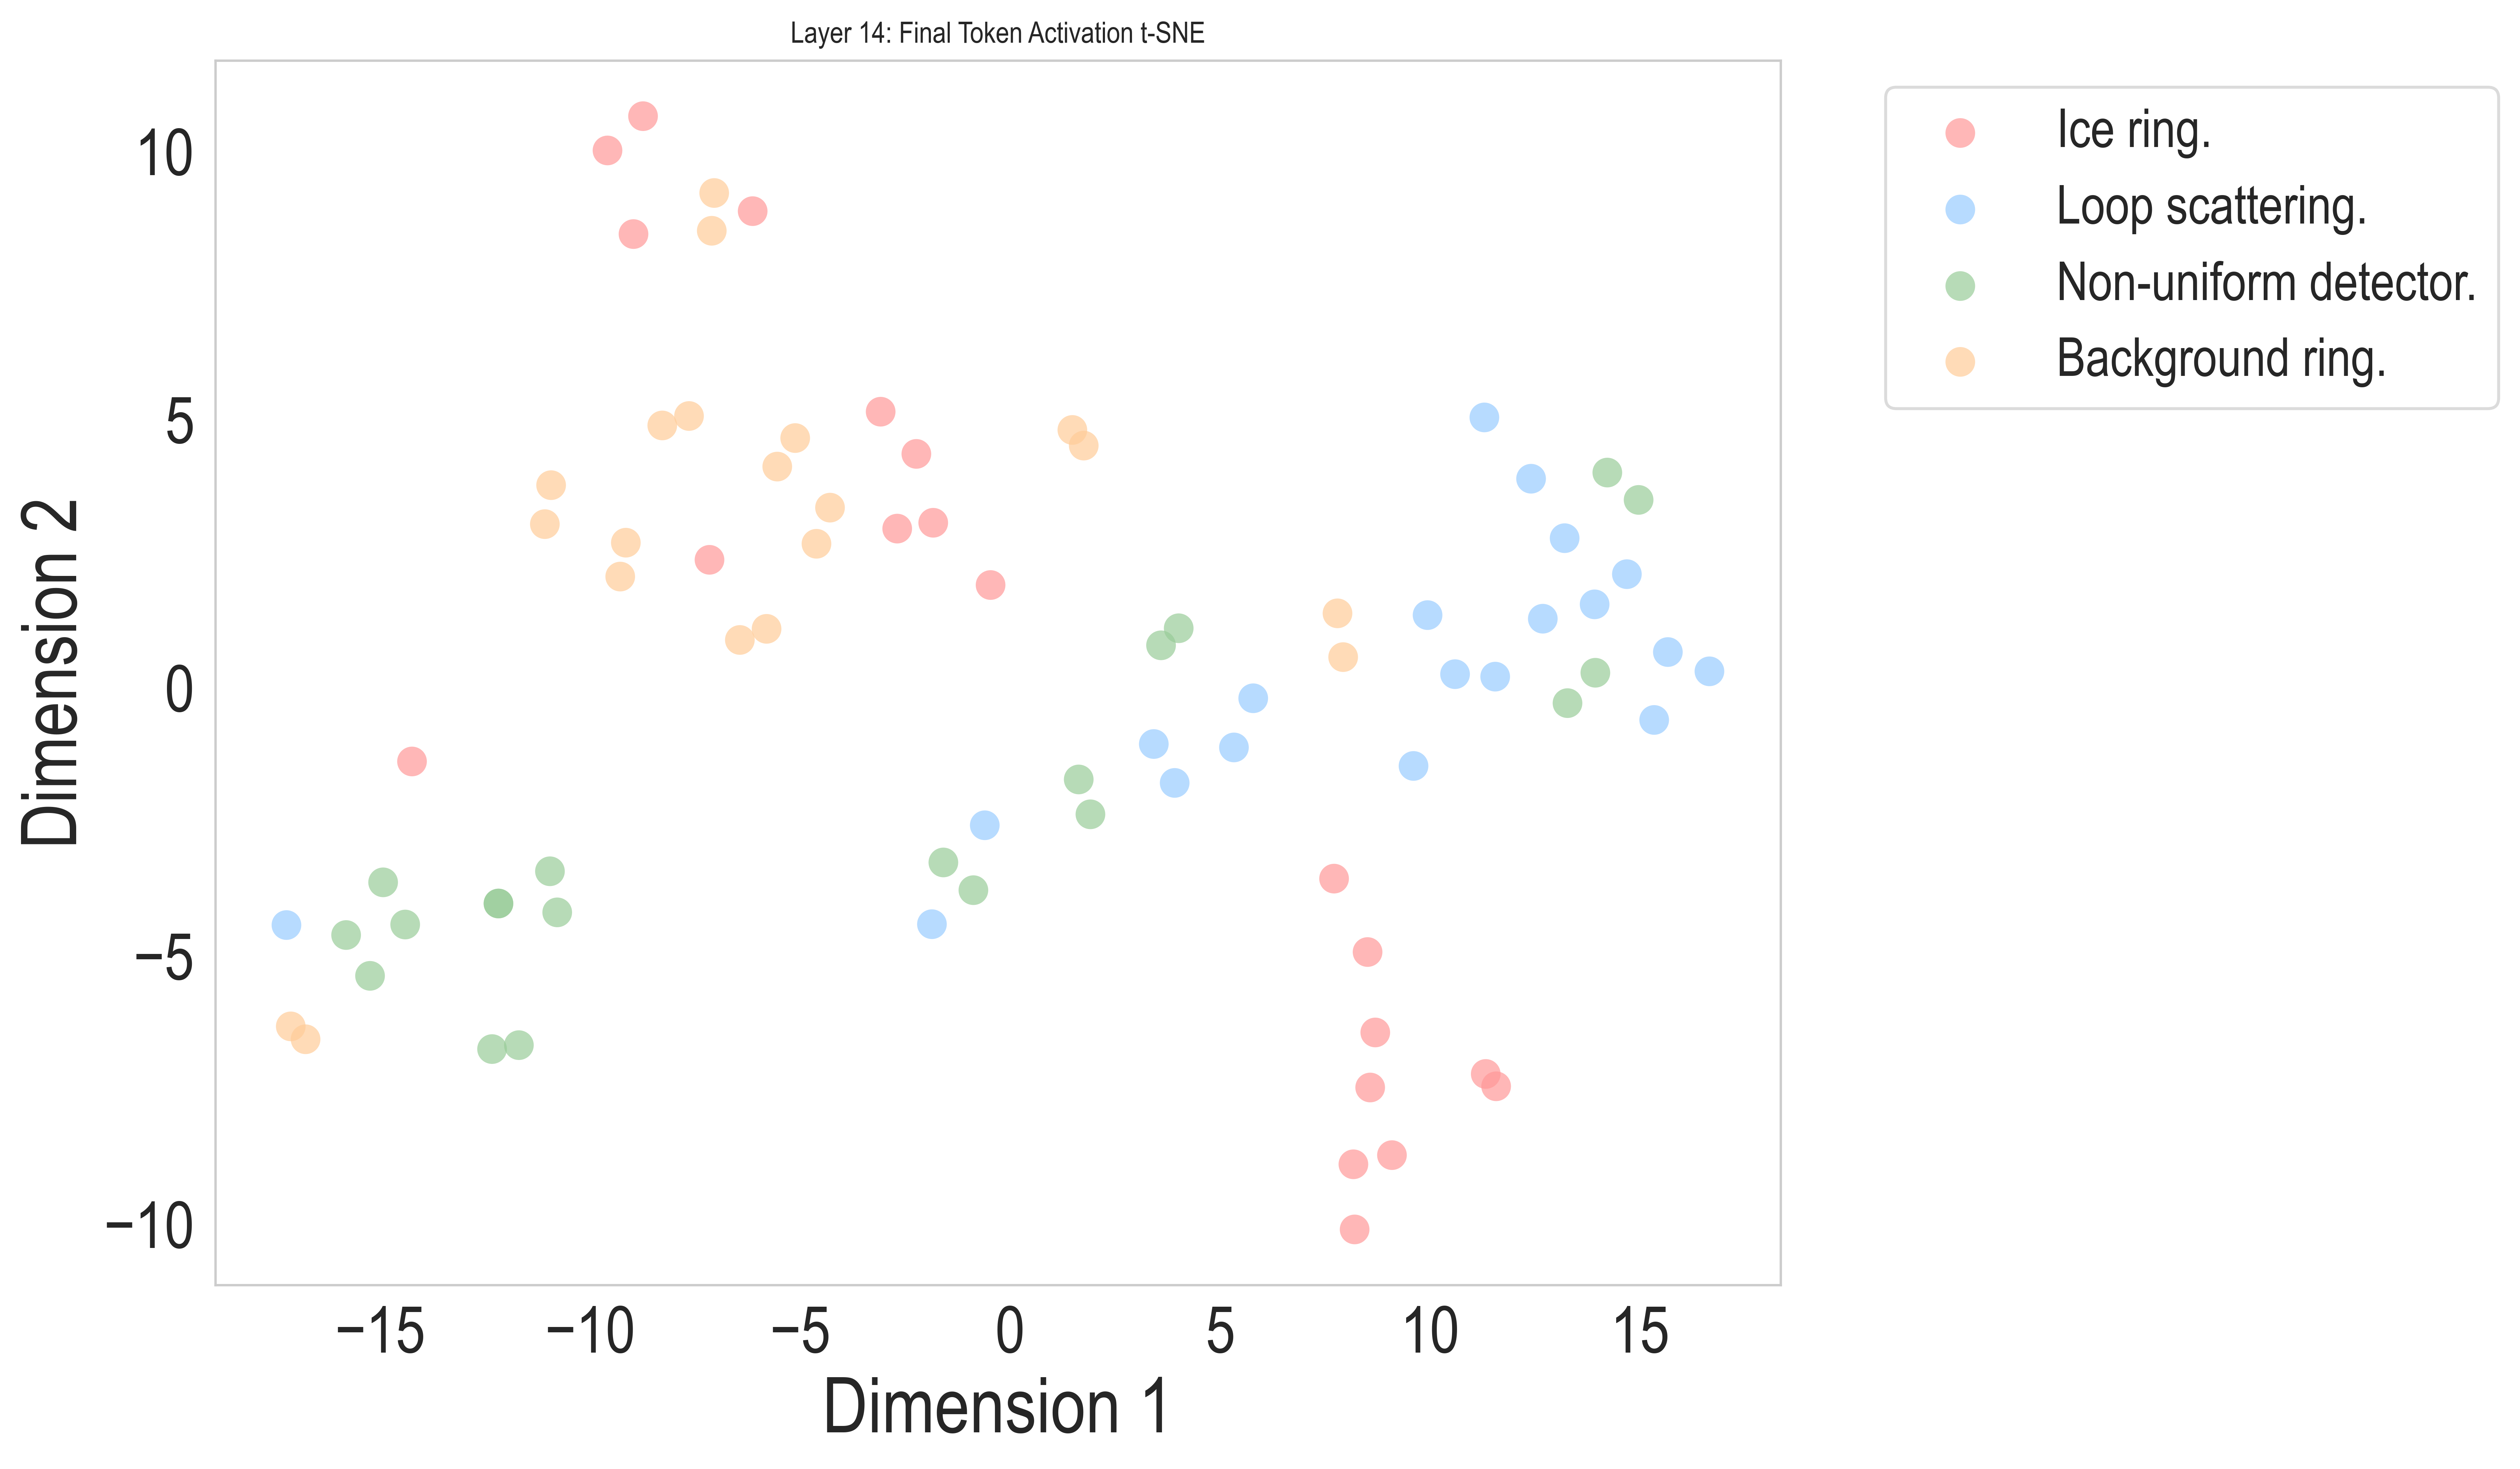 Layer 14: Final Token Activation t-SNE
Ice ring.
Loop scattering.
Non-uniform detector.
Background ring.
10
5
0
−5
−10
Dimension 2
−15
−10
−5
0
5
10
15
Dimension 1